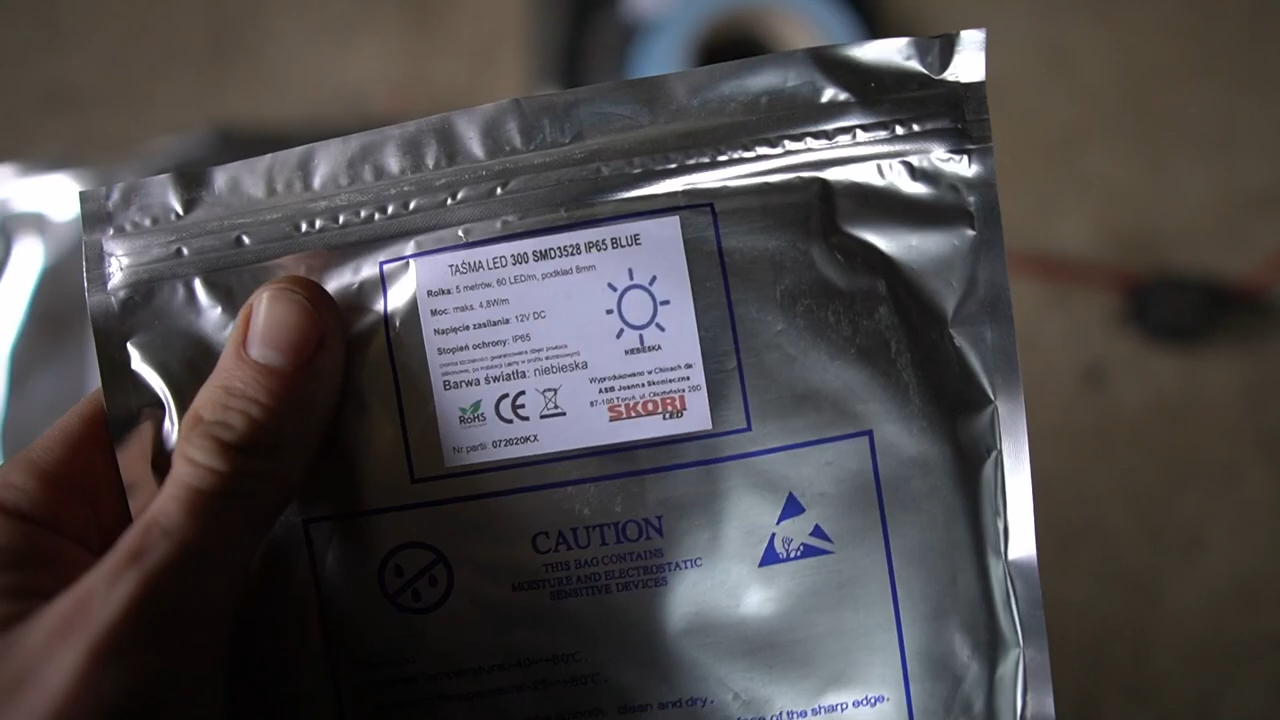 TAŚMA LED 300 SMD3528 IP65 BLUE
Rolka: 5 metrów, 60 LED/m, podkład 8mm
Moc: maks. 4,8W/m
Napięcie zasilania: 12V DC
Stopień ochrony: IP65
Barwa światła: niebieska
NIEBIESKA
Wyprodukowano w Chinach dla:
ASB Joanna Skonieczna
87-100 Toruń, ul. Olsztyńska 20D
SKORI
LED
RoHS
CE
Nr partii: 072020KX
CAUTION
THIS BAG CONTAINS
MOISTURE AND ELECTROSTATIC
SENSITIVE DEVICES
clean and dry.
of the sharp edge.